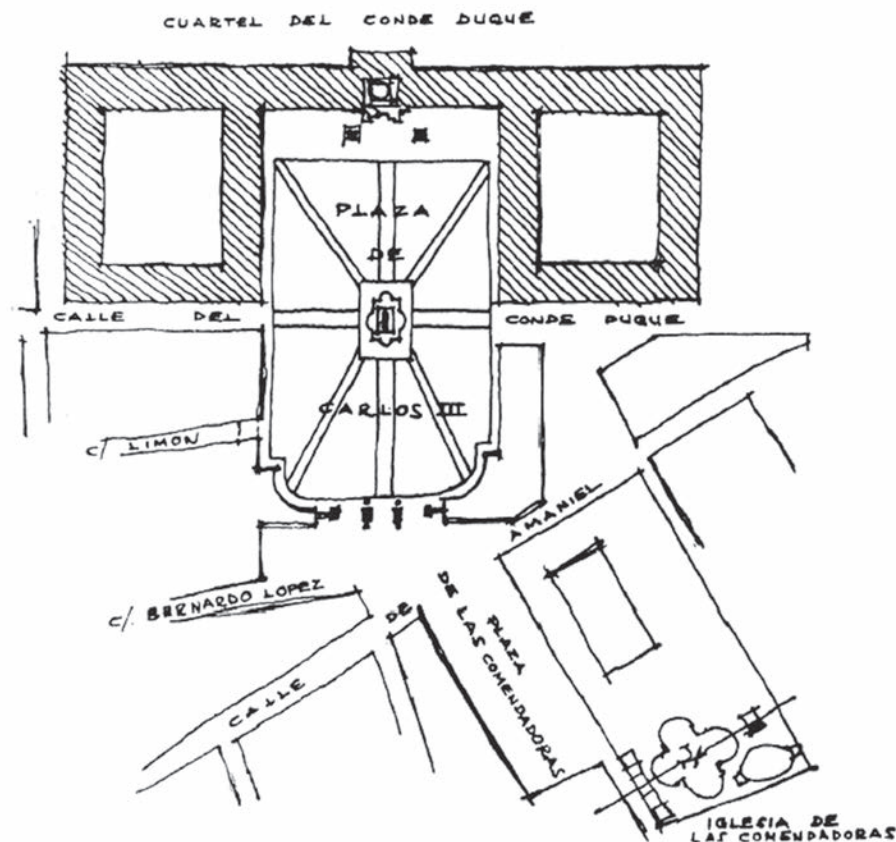 CUARTEL DEL CONDE DUQUE
PLAZA
DE
CALLE DEL
CONDE DUQUE
CARLOS III
C/ LIMON
AMANIEL
C/. BERNARDO LOPEZ
DE
CALLE
PLAZA
DE LAS COMENDADORAS
IGLESIA DE
LAS COMENDADORAS